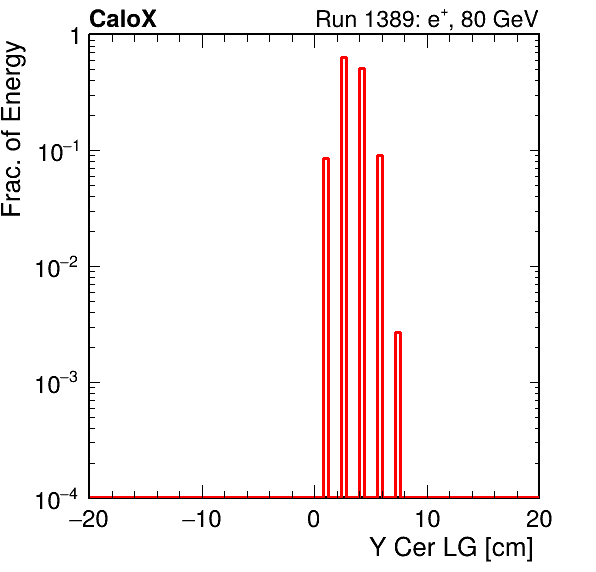 CaloX Run 1389: e⁺, 80 GeV
Frac. of Energy
1
10⁻¹
10⁻²
10⁻³
10⁻⁴
−20 −10 0 10 20
Y Cer LG [cm]